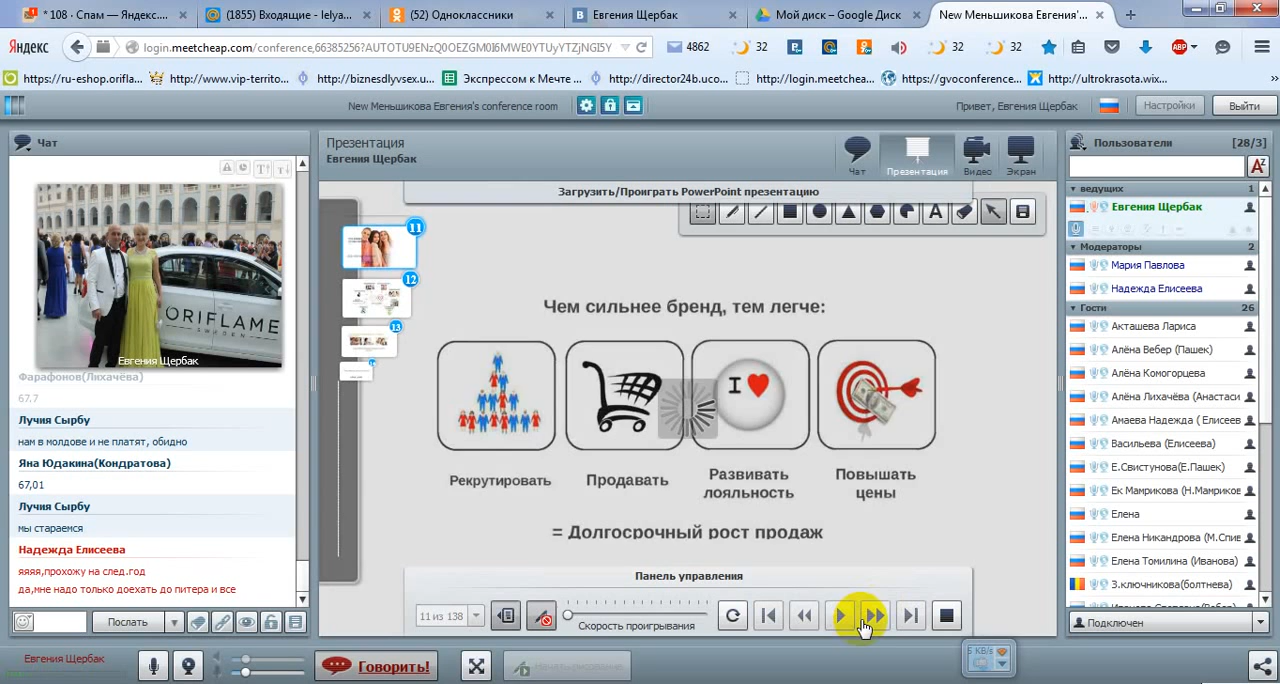 *108 · Спам — Яндекс....
(1855) Входящие - lelya...
(52) Одноклассники
Евгения Щербак
Мой диск – Google Диск
New Меньшикова Евгения'...
Яндекс
login.meetcheap.com/conference,66385256?AUTOTU9ENzQ0OEZGM0I6MWE0YTUyYTZjNGI5Y
4862
32
32
32
ABP
https://ru-eshop.orifla...
http://www.vip-territo...
http://biznesdlyvsex.u...
Экспрессом к Мечте ...
http://director24b.co...
http://login.meetchea...
https://gvoconference...
http://ultrokrasota.wix...
New Меньшикова Евгения's conference room
Привет, Евгения Щербак
Настройки
Выйти
Чат
ORIFLAME
SWEDEN
Евгения Щербак
Фарафонов(Лихачёва)
67.7
Лучия Сырбу
нам в молдове и не платят, обидно
Яна Юдакина(Кондратова)
67,01
Лучия Сырбу
мы стараемся
Надежда Елисеева
яяяя,прохожу на след.год
да,мне надо только доехать до питера и все
Послать
Презентация
Евгения Щербак
Чат
Презентация
Видео
Экран
Загрузить/Проиграть PowerPoint презентацию
11
12
13
Чем сильнее бренд, тем легче:
I
Рекрутировать
Продавать
Развивать
лояльность
Повышать
цены
= Долгосрочный рост продаж
Панель управления
11 из 138
Скорость проигрывания
Пользователи
[28/3]
ведущих 1
Евгения Щербак
Модераторы 2
Мария Павлова
Надежда Елисеева
Гости 26
Акташева Лариса
Алёна Вебер (Пашек)
Алёна Комогорцева
Алёна Лихачёва (Анастаси
Амаева Надежда ( Елисеев
Васильева (Елисеева)
Е.Свистунова(Е.Пашек)
Ек Мамрикова (Н.Мамриков
Елена
Елена Никандрова (М.Спив
Елена Томилина (Иванова)
З.ключникова(болтнева)
Подключен
Евгения Щербак
Говорить!
Начать рисование
5 КБ/s